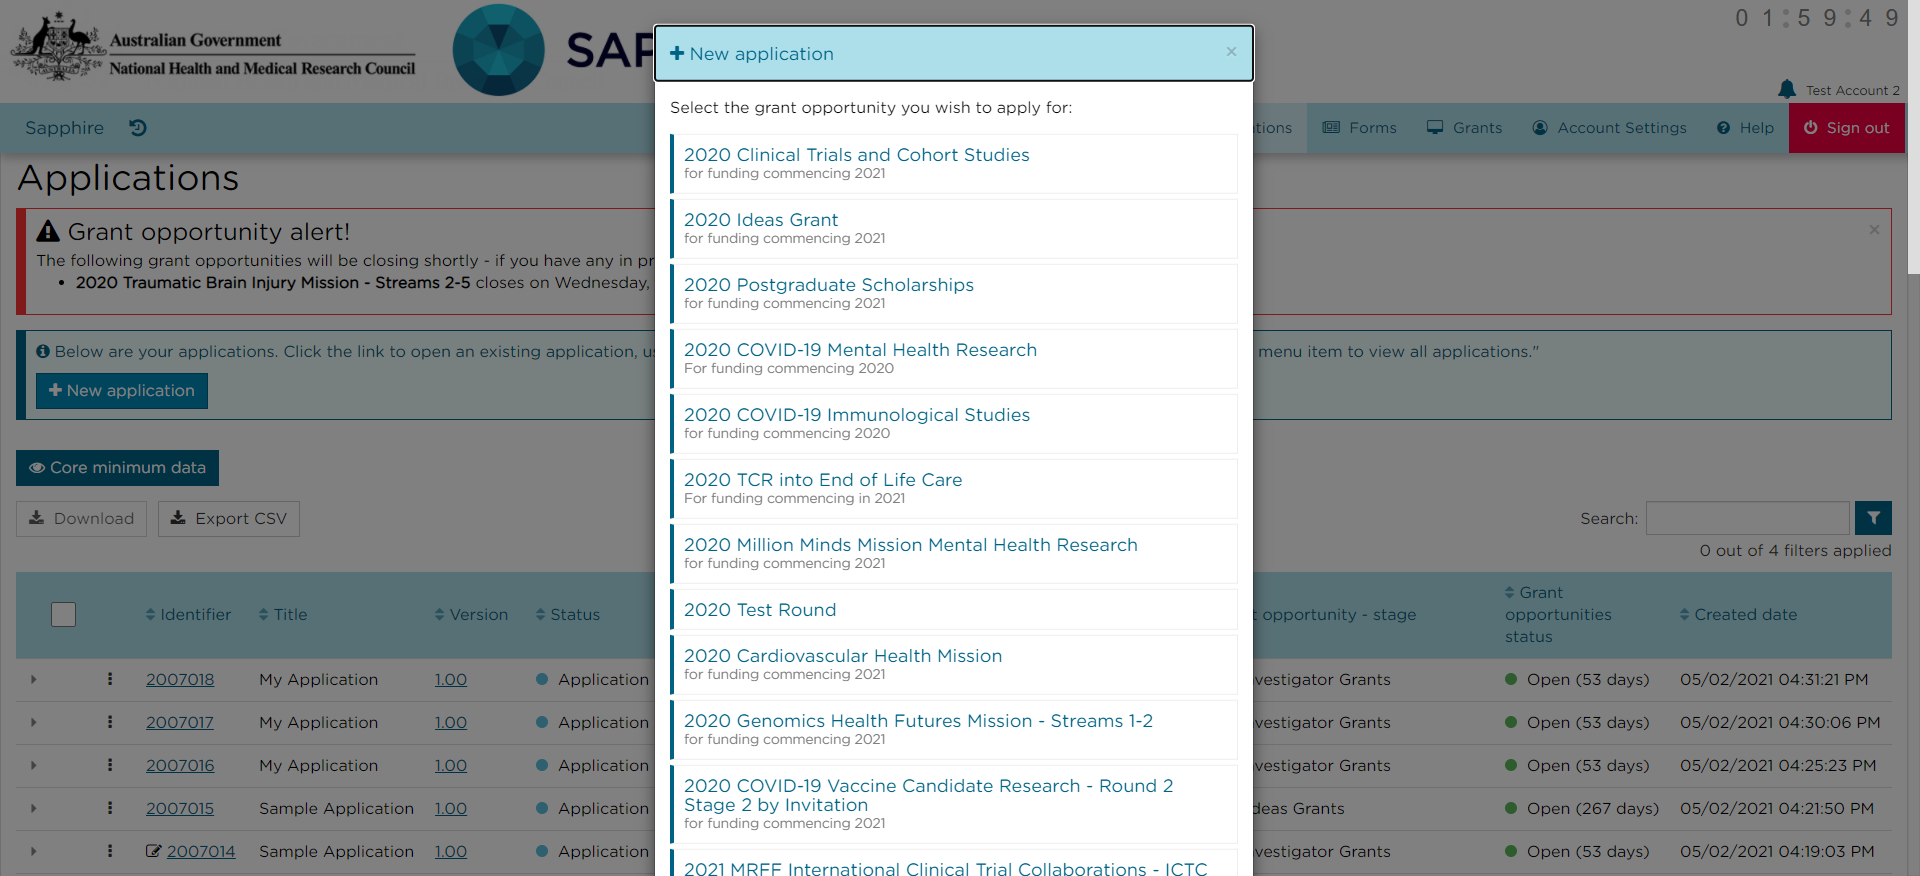 Australian Government
National Health and Medical Research Council
SAP
01:59:49
Test Account 2
Sapphire
tions
Forms
Grants
Account Settings
Help
Sign out
Applications
Grant opportunity alert!
×
The following grant opportunities will be closing shortly - if you have any in pr
• 2020 Traumatic Brain Injury Mission - Streams 2-5 closes on Wednesday,
Below are your applications. Click the link to open an existing application, u
menu item to view all applications."
New application
Core minimum data
Download
Export CSV
Search:
0 out of 4 filters applied
Identifier
Title
Version
Status
opportunity - stage
Grant
opportunities
status
Created date
2007018 My Application 1.00 Application vestigator Grants Open (53 days) 05/02/2021 04:31:21 PM
2007017 My Application 1.00 Application vestigator Grants Open (53 days) 05/02/2021 04:30:06 PM
2007016 My Application 1.00 Application vestigator Grants Open (53 days) 05/02/2021 04:25:23 PM
2007015 Sample Application 1.00 Application deas Grants Open (267 days) 05/02/2021 04:21:50 PM
2007014 Sample Application 1.00 Application vestigator Grants Open (53 days) 05/02/2021 04:19:03 PM
New application
×
Select the grant opportunity you wish to apply for:
2020 Clinical Trials and Cohort Studies
for funding commencing 2021
2020 Ideas Grant
for funding commencing 2021
2020 Postgraduate Scholarships
for funding commencing 2021
2020 COVID-19 Mental Health Research
For funding commencing 2020
2020 COVID-19 Immunological Studies
for funding commencing 2020
2020 TCR into End of Life Care
For funding commencing in 2021
2020 Million Minds Mission Mental Health Research
for funding commencing 2021
2020 Test Round
2020 Cardiovascular Health Mission
for funding commencing 2021
2020 Genomics Health Futures Mission - Streams 1-2
for funding commencing 2021
2020 COVID-19 Vaccine Candidate Research - Round 2
Stage 2 by Invitation
for funding commencing 2021
2021 MRFF International Clinical Trial Collaborations - ICTC